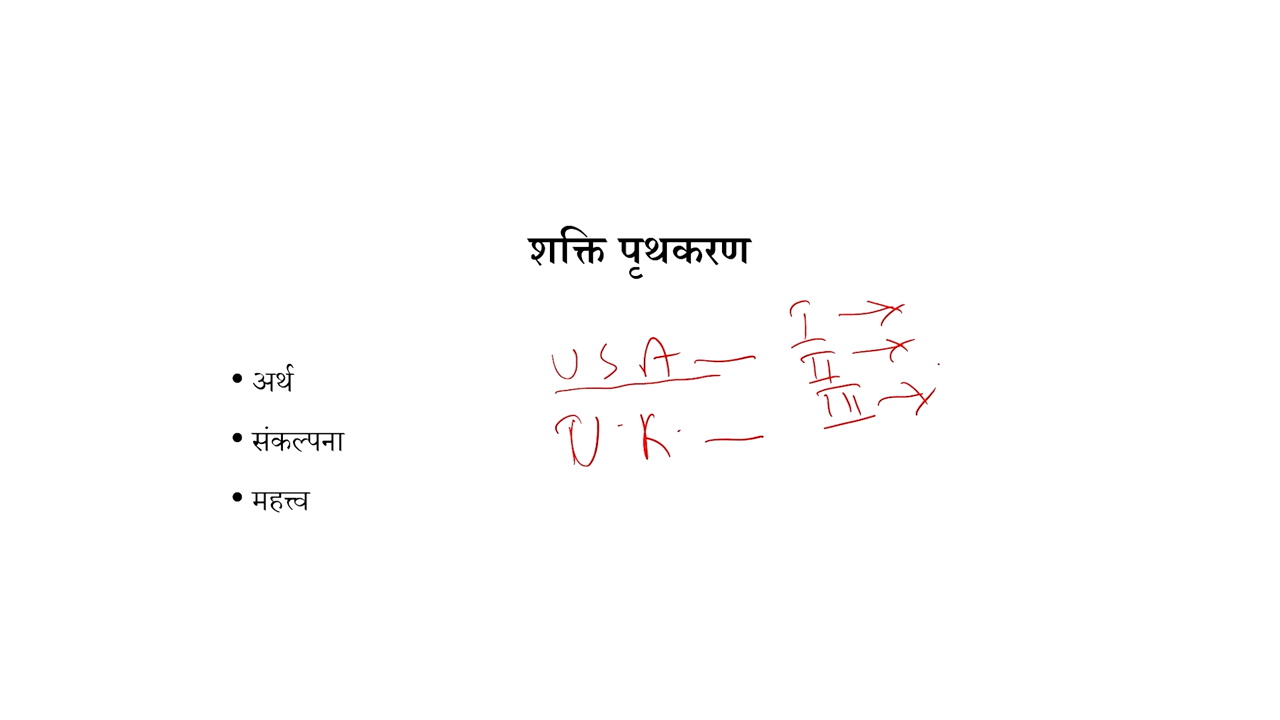 शक्ति पृथकरण
• अर्थ
• संकल्पना
• महत्त्व
USA — I →
II →
III →
U.K. —